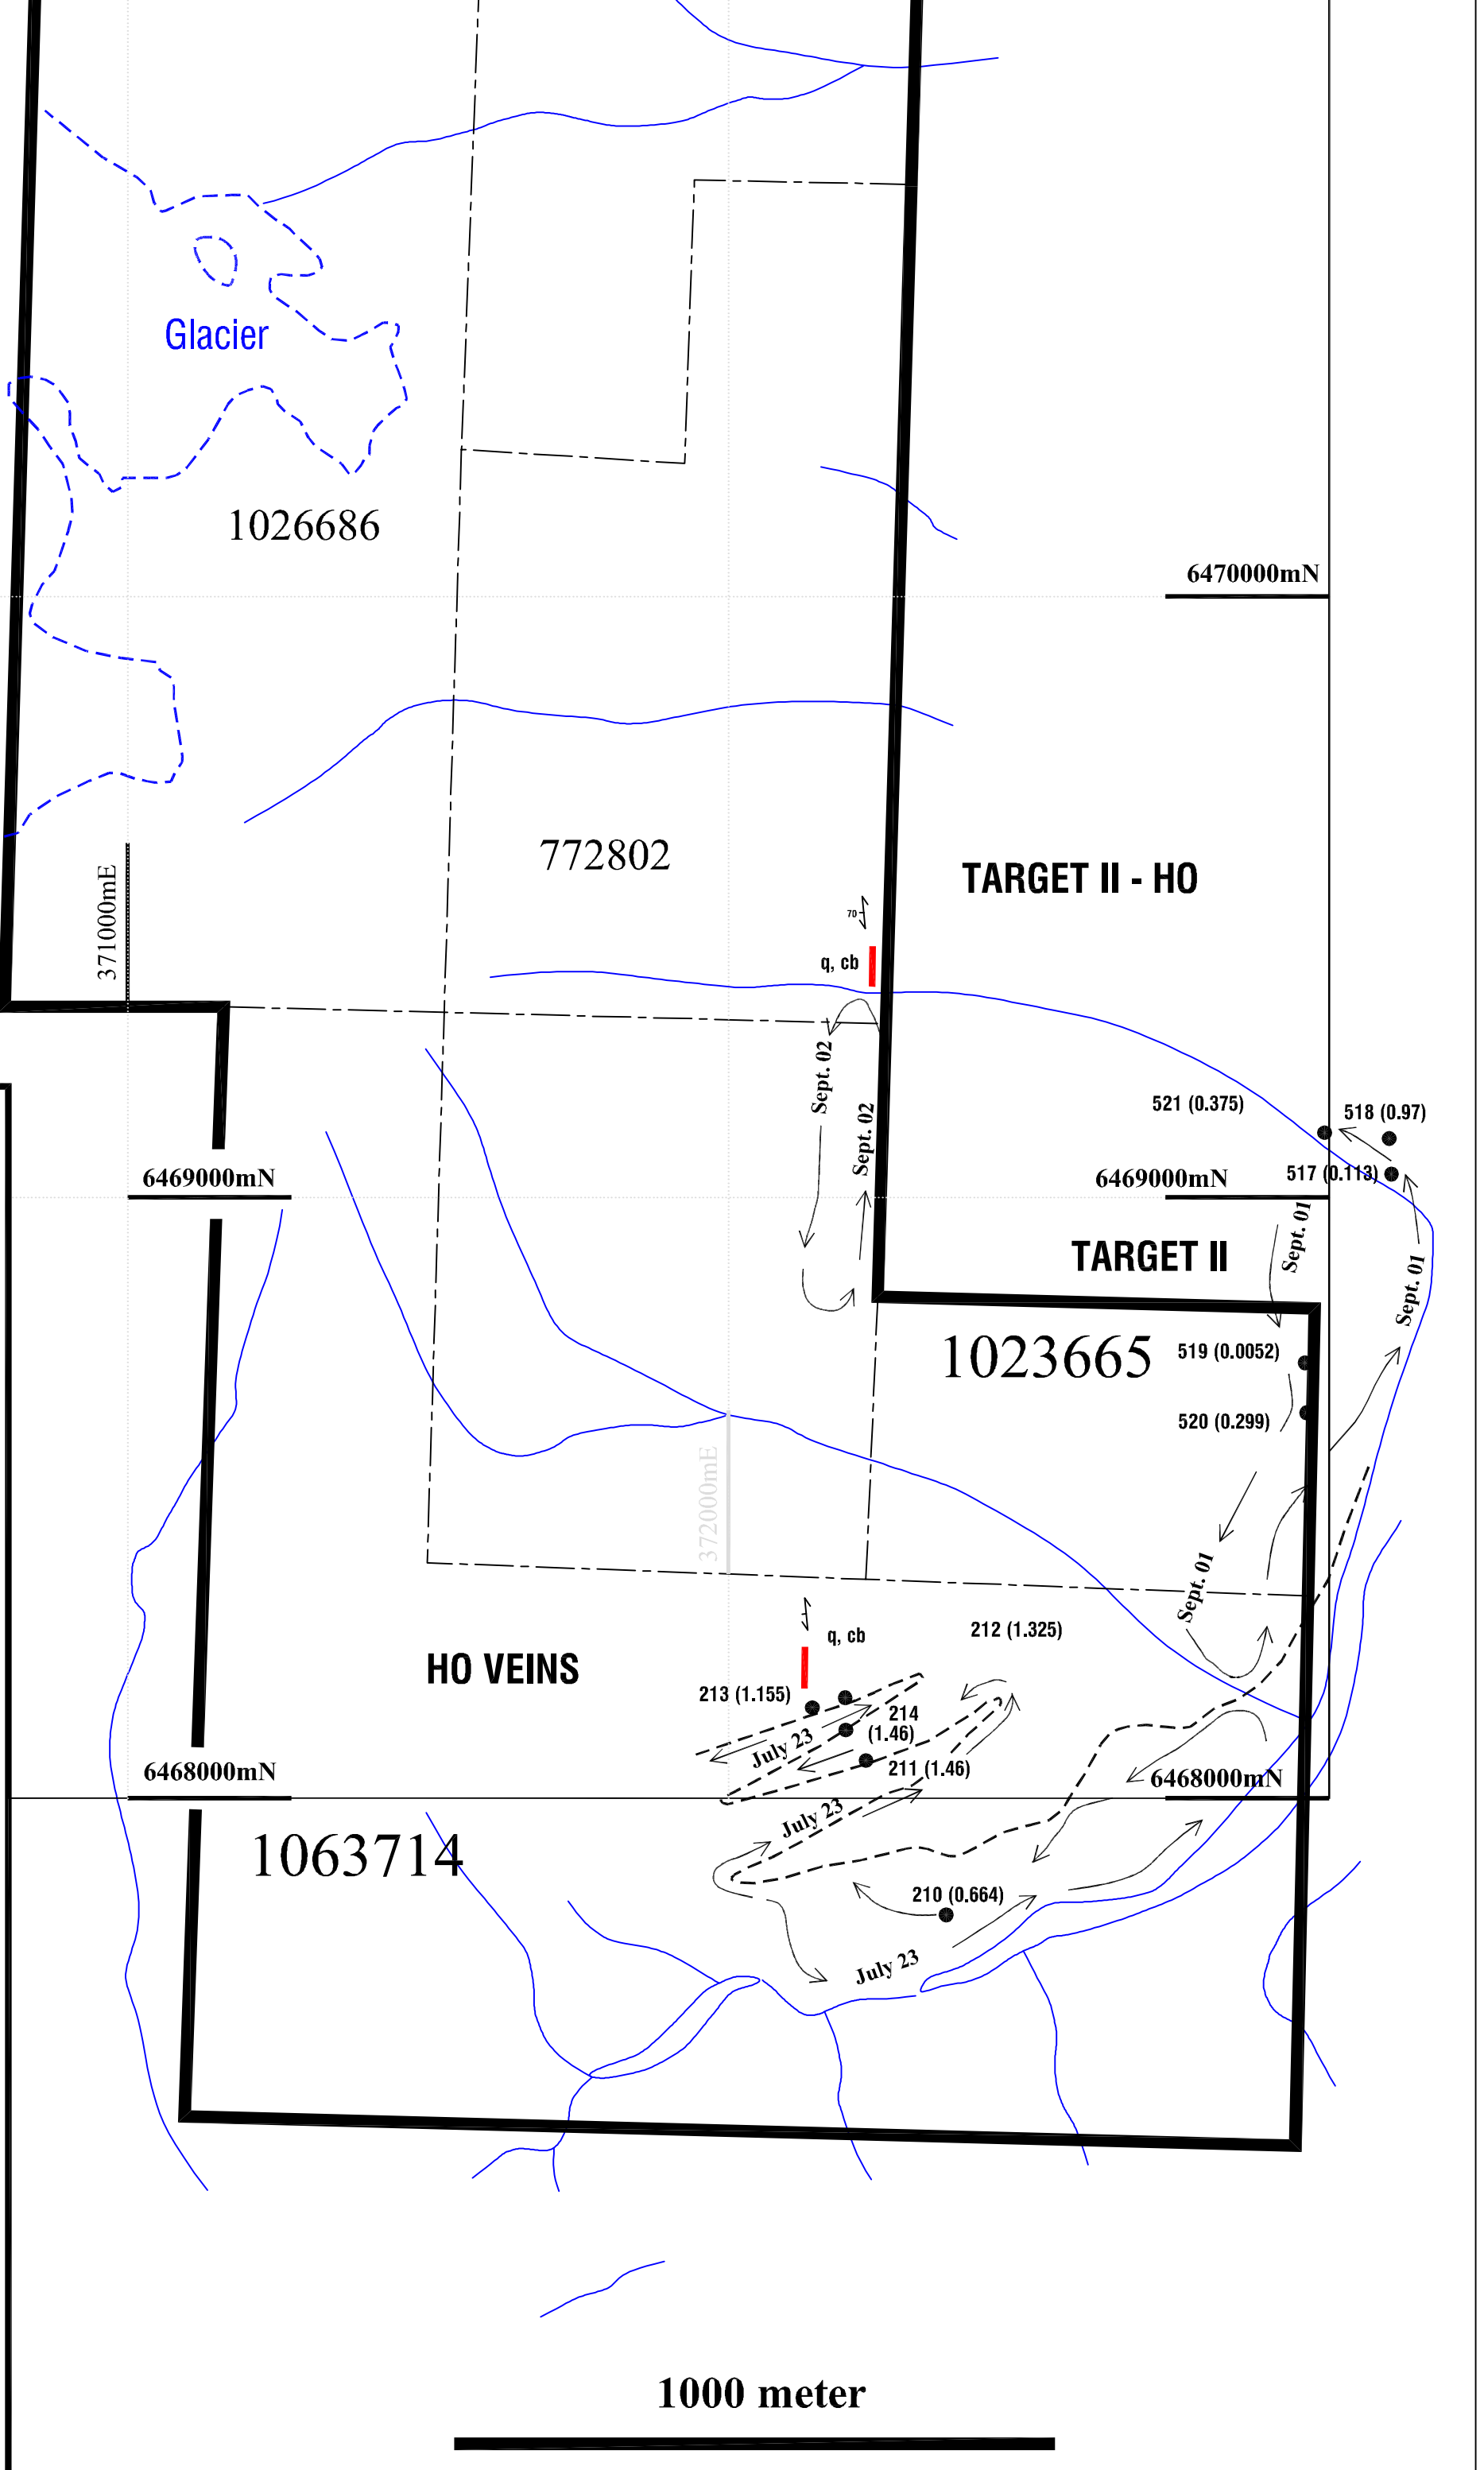 Glacier
1026686
6470000mN
772802
TARGET II - HO
371000mE
70
q, cb
Sept. 02
Sept. 02
521 (0.375)
518 (0.97)
517 (0.113)
6469000mN
6469000mN
Sept. 01
TARGET II
Sept. 01
1023665
519 (0.0052)
520 (0.299)
372000mE
Sept. 01
q, cb
212 (1.325)
HO VEINS
213 (1.155)
214
(1.46)
July 23
211 (1.46)
6468000mN
6468000mN
July 23
1063714
210 (0.664)
July 23
1000 meter